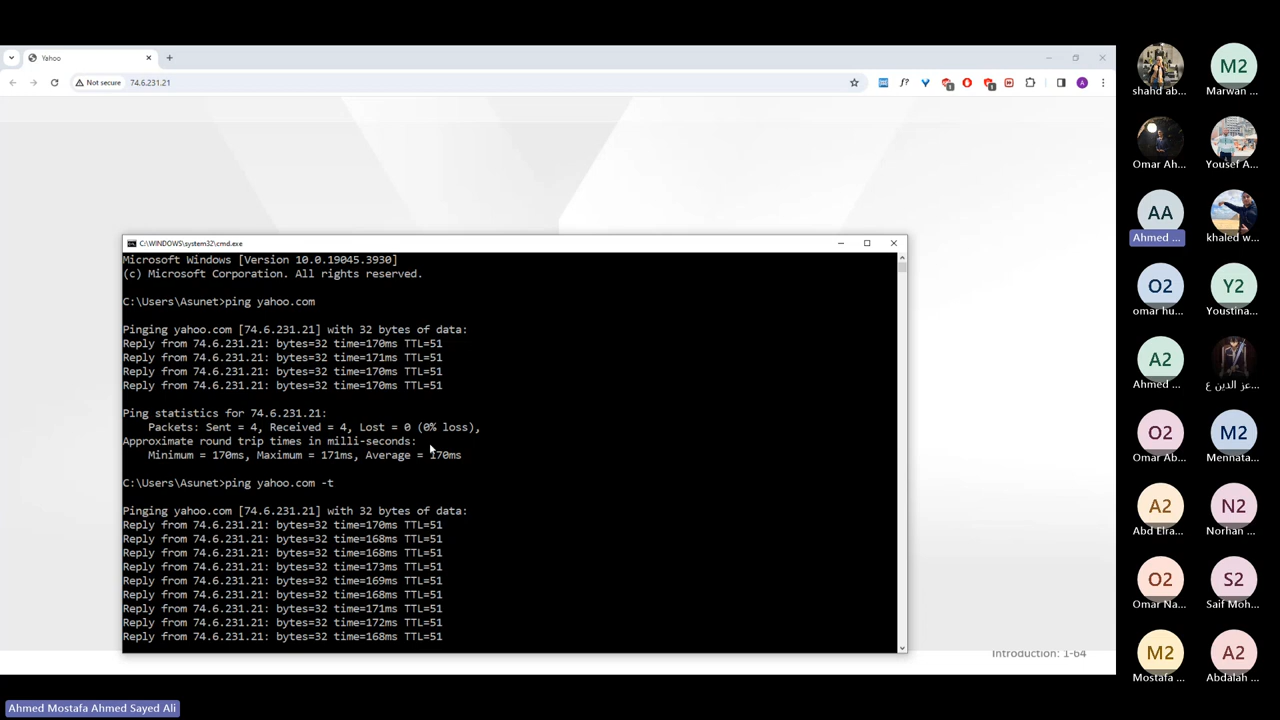 Yahoo
Not secure
74.6.231.21
C:\WINDOWS\system32\cmd.exe
Microsoft Windows [Version 10.0.19045.3930]
(c) Microsoft Corporation. All rights reserved.
C:\Users\Asunet>ping yahoo.com
Pinging yahoo.com [74.6.231.21] with 32 bytes of data:
Reply from 74.6.231.21: bytes=32 time=170ms TTL=51
Reply from 74.6.231.21: bytes=32 time=171ms TTL=51
Reply from 74.6.231.21: bytes=32 time=170ms TTL=51
Reply from 74.6.231.21: bytes=32 time=170ms TTL=51
Ping statistics for 74.6.231.21:
Packets: Sent = 4, Received = 4, Lost = 0 (0% loss),
Approximate round trip times in milli-seconds:
Minimum = 170ms, Maximum = 171ms, Average = 170ms
C:\Users\Asunet>ping yahoo.com -t
Pinging yahoo.com [74.6.231.21] with 32 bytes of data:
Reply from 74.6.231.21: bytes=32 time=170ms TTL=51
Reply from 74.6.231.21: bytes=32 time=168ms TTL=51
Reply from 74.6.231.21: bytes=32 time=168ms TTL=51
Reply from 74.6.231.21: bytes=32 time=173ms TTL=51
Reply from 74.6.231.21: bytes=32 time=169ms TTL=51
Reply from 74.6.231.21: bytes=32 time=168ms TTL=51
Reply from 74.6.231.21: bytes=32 time=171ms TTL=51
Reply from 74.6.231.21: bytes=32 time=172ms TTL=51
Reply from 74.6.231.21: bytes=32 time=168ms TTL=51
Introduction: 1-64
shahd ab...
M2
Marwan ...
Omar Ah...
Yousef A...
AA
Ahmed ...
khaled w...
O2
omar hu...
Y2
Youstina...
A2
Ahmed ...
عز الدين ع...
O2
Omar Ab...
M2
Mennata...
A2
Abd Elra...
N2
Norhan ...
O2
Omar Na...
S2
Saif Moh...
M2
Mostafa ...
A2
Abdalah ...
Ahmed Mostafa Ahmed Sayed Ali